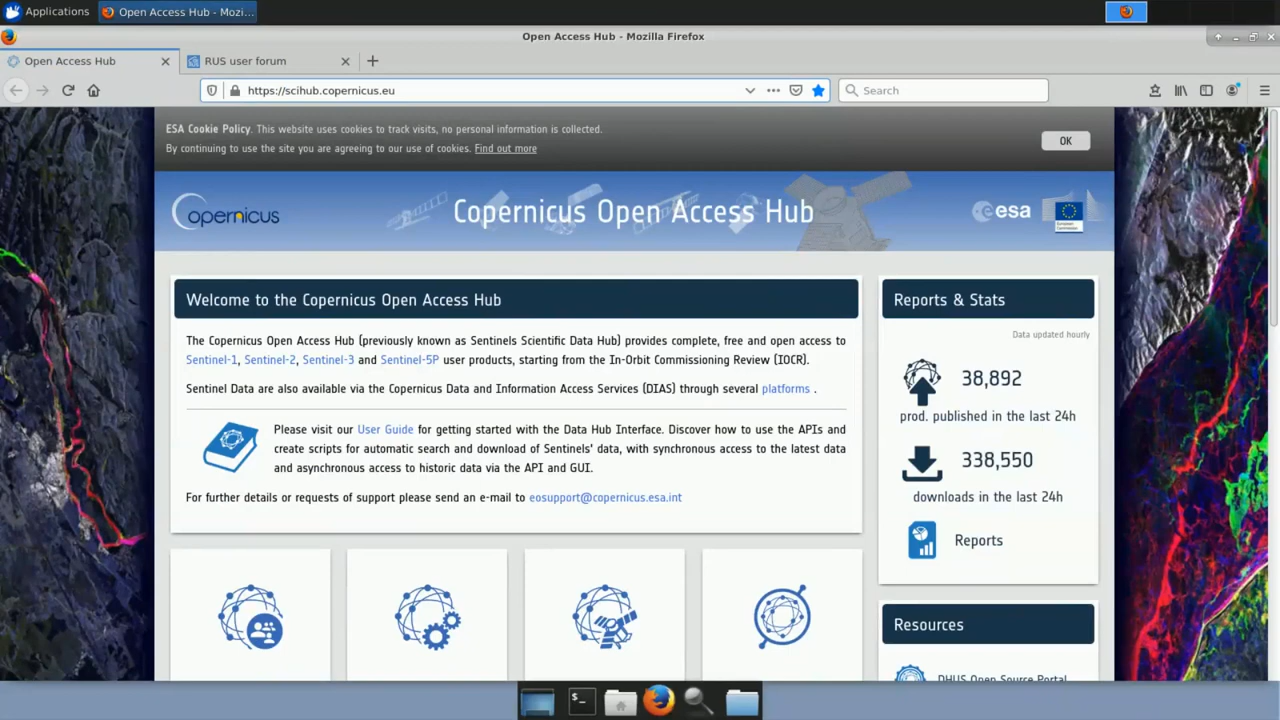 Applications
Open Access Hub - Mozi...
Open Access Hub - Mozilla Firefox
Open Access Hub
RUS user forum
https://scihub.copernicus.eu
Search
ESA Cookie Policy. This website uses cookies to track visits, no personal information is collected.
By continuing to use the site you are agreeing to our use of cookies. Find out more
OK
opernicus
Copernicus Open Access Hub
esa
European
Commission
Welcome to the Copernicus Open Access Hub
The Copernicus Open Access Hub (previously known as Sentinels Scientific Data Hub) provides complete, free and open access to
Sentinel-1, Sentinel-2, Sentinel-3 and Sentinel-5P user products, starting from the In-Orbit Commissioning Review (IOCR).
Sentinel Data are also available via the Copernicus Data and Information Access Services (DIAS) through several platforms .
Please visit our User Guide for getting started with the Data Hub Interface. Discover how to use the APIs and
create scripts for automatic search and download of Sentinels' data, with synchronous access to the latest data
and asynchronous access to historic data via the API and GUI.
For further details or requests of support please send an e-mail to eosupport@copernicus.esa.int
Reports & Stats
Data updated hourly
38,892
prod. published in the last 24h
338,550
downloads in the last 24h
Reports
Resources
DHUS Open Source Portal